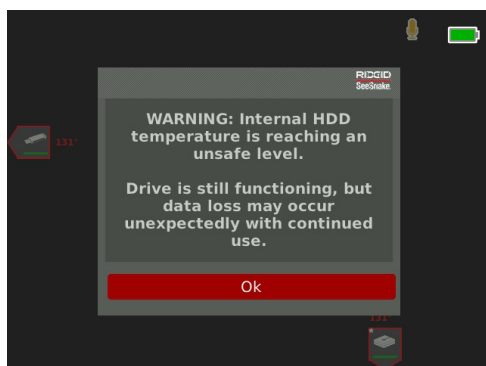 RIDGID
SeeSnake
WARNING: Internal HDD
temperature is reaching an
unsafe level.
Drive is still functioning, but
data loss may occur
unexpectedly with continued
use.
131°
Ok
131°